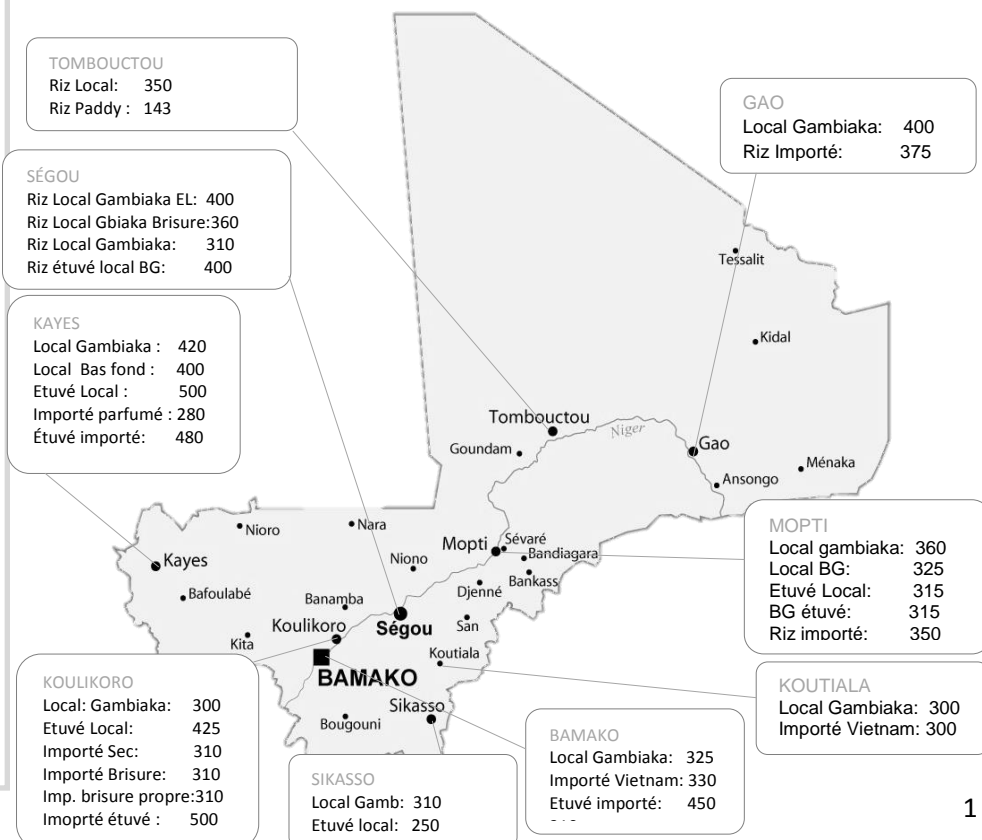 TOMBOUCTOU
Riz Local: 350
Riz Paddy : 143
GAO
Local Gambiaka: 400
Riz Importé: 375
SÉGOU
Riz Local Gambiaka EL: 400
Riz Local Gbiaka Brisure:360
Riz Local Gambiaka: 310
Riz étuvé local BG: 400
KAYES
Local Gambiaka : 420
Local Bas fond : 400
Etuvé Local : 500
Importé parfumé : 280
Étuvé importé: 480
Tessalit
Kidal
Tombouctou
Niger
Goundam
Gao
Ménaka
Ansongo
Nioro
Nara
Mopti
Sévaré
Bandiagara
Kayes
Niono
Bankass
Bafoulabé
Djenné
Banamba
Ségou
San
Koulikoro
Kita
Koutiala
BAMAKO
Sikasso
Bougouni
MOPTI
Local gambiaka: 360
Local BG: 325
Etuvé Local: 315
BG étuvé: 315
Riz importé: 350
KOULIKORO
Local: Gambiaka: 300
Etuvé Local: 425
Importé Sec: 310
Importé Brisure: 310
Imp. brisure propre:310
Imoprté étuvé : 500
SIKASSO
Local Gamb: 310
Etuvé local: 250
BAMAKO
Local Gambiaka: 325
Importé Vietnam: 330
Etuvé importé: 450
KOUTIALA
Local Gambiaka: 300
Importé Vietnam: 300
1